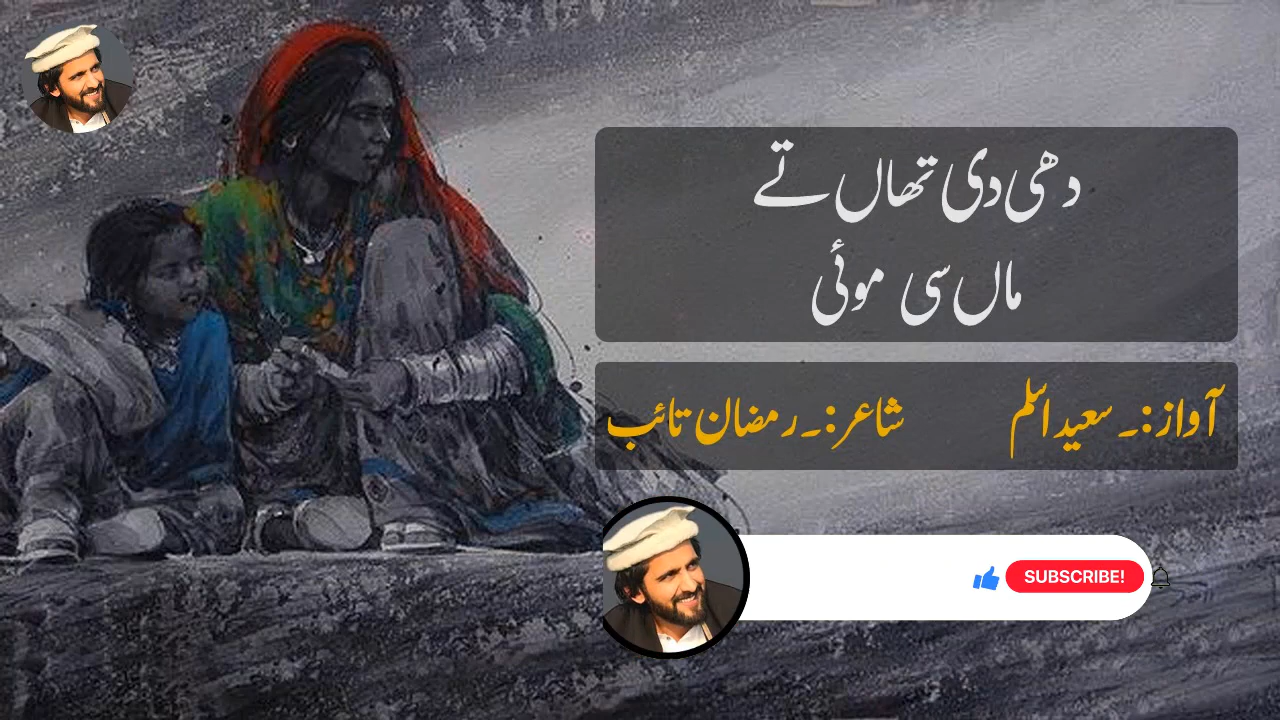 دھی دی تھاں تے
ماں سی موئی
آواز:۔ سعید اسلم شاعر:۔ رمضان تائب
SUBSCRIBE!